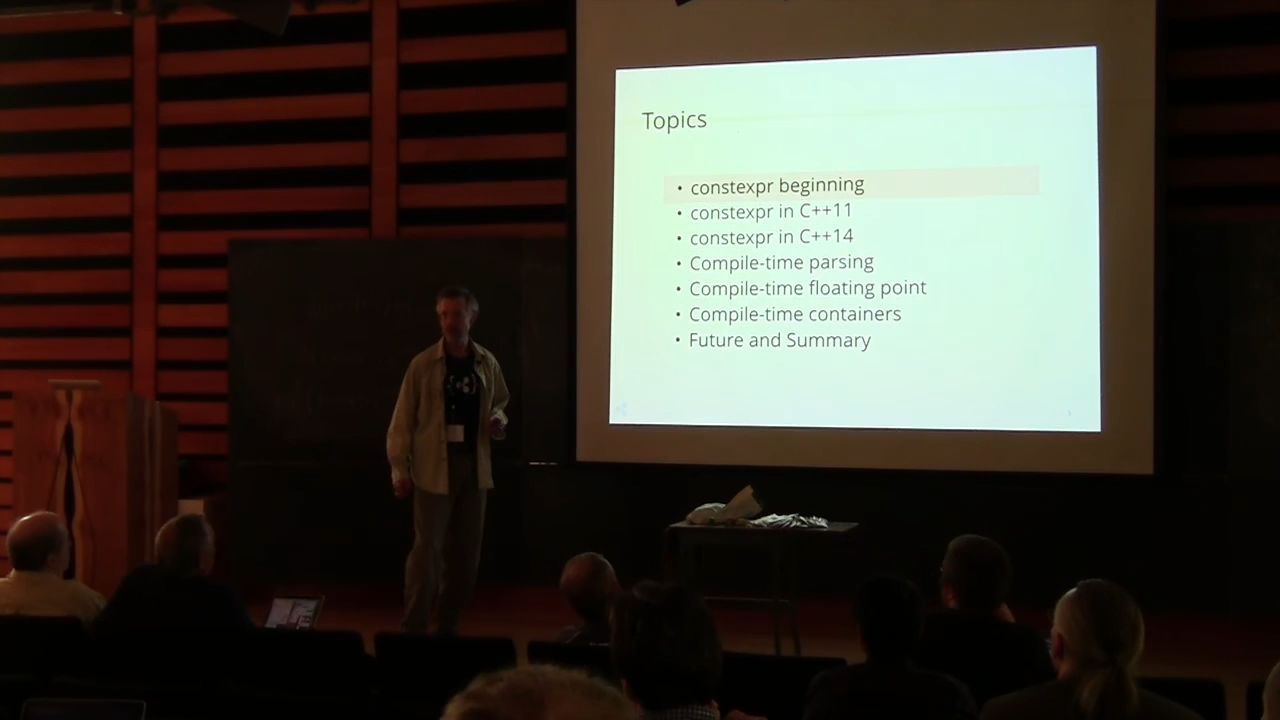 Topics
• constexpr beginning
• constexpr in C++11
• constexpr in C++14
• Compile-time parsing
• Compile-time floating point
• Compile-time containers
• Future and Summary